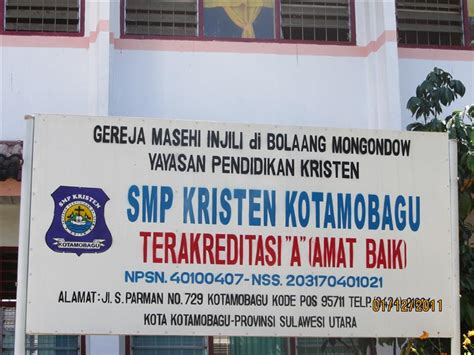 GEREJA MASEHI INJILI di BOLAANG MONGONDOW
YAYASAN PENDIDIKAN KRISTEN
SMP KRISTEN
KOTAMOBAGU
SMP KRISTEN KOTAMOBAGU
TERAKREDITASI "A" (AMAT BAIK)
NPSN. 40100407-NSS. 203170401021
ALAMAT: JL. S. PARMAN NO. 729 KOTAMOBAGU KODE POS 95711 TELP.
01/12/2011
KOTA KOTAMOBAGU-PROVINSI SULAWESI UTARA